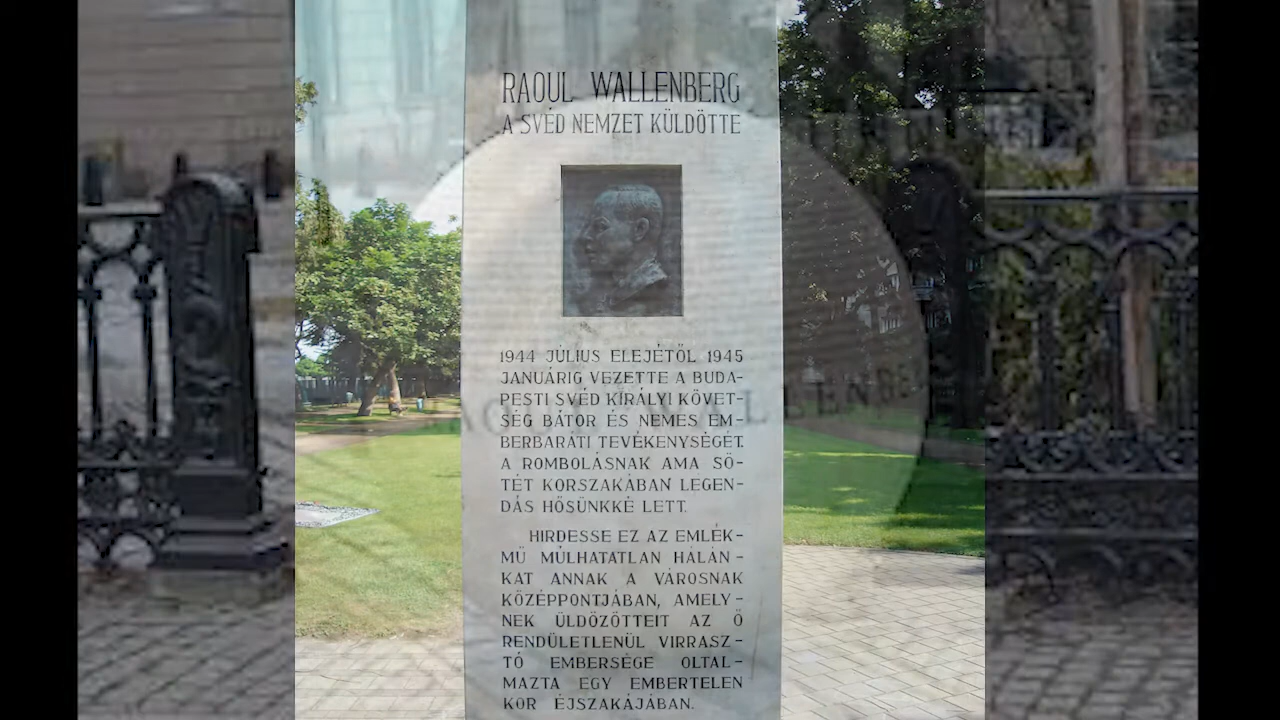 RAOUL WALLENBERG
A SVÉD NEMZET KÜLDÖTTE
1944 JÚLIUS ELEJÉTŐL 1945
JANUÁRIG VEZETTE A BUDA-
PESTI SVÉD KIRÁLYI KÖVET-
SÉG BÁTOR ÉS NEMES EM-
BERBARÁTI TEVÉKENYSÉGÉT.
A ROMBOLÁSNAK AMA SÖ-
TÉT KORSZAKÁBAN LEGEN-
DÁS HŐSÜNKKÉ LETT.
HIRDESSE EZ AZ EMLÉK-
MŰ MÚLHATATLAN HÁLÁN-
KAT ANNAK A VÁROSNAK
KÖZÉPPONTJÁBAN, AMELY-
NEK ÜLDÖZÖTTEIT AZ Ő
RENDÜLETLENÜL VIRRASZ-
TÓ EMBERSÉGE OLTAL-
MAZTA EGY EMBERTELEN
KOR ÉJSZAKÁJÁBAN.